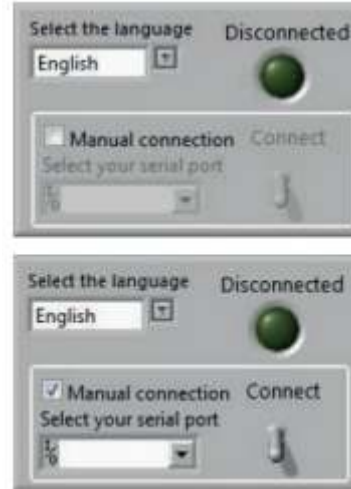 Select the language
Disconnected
English
Manual connection
Connect
Select your serial port
Select the language
Disconnected
English
Manual connection
Connect
Select your serial port